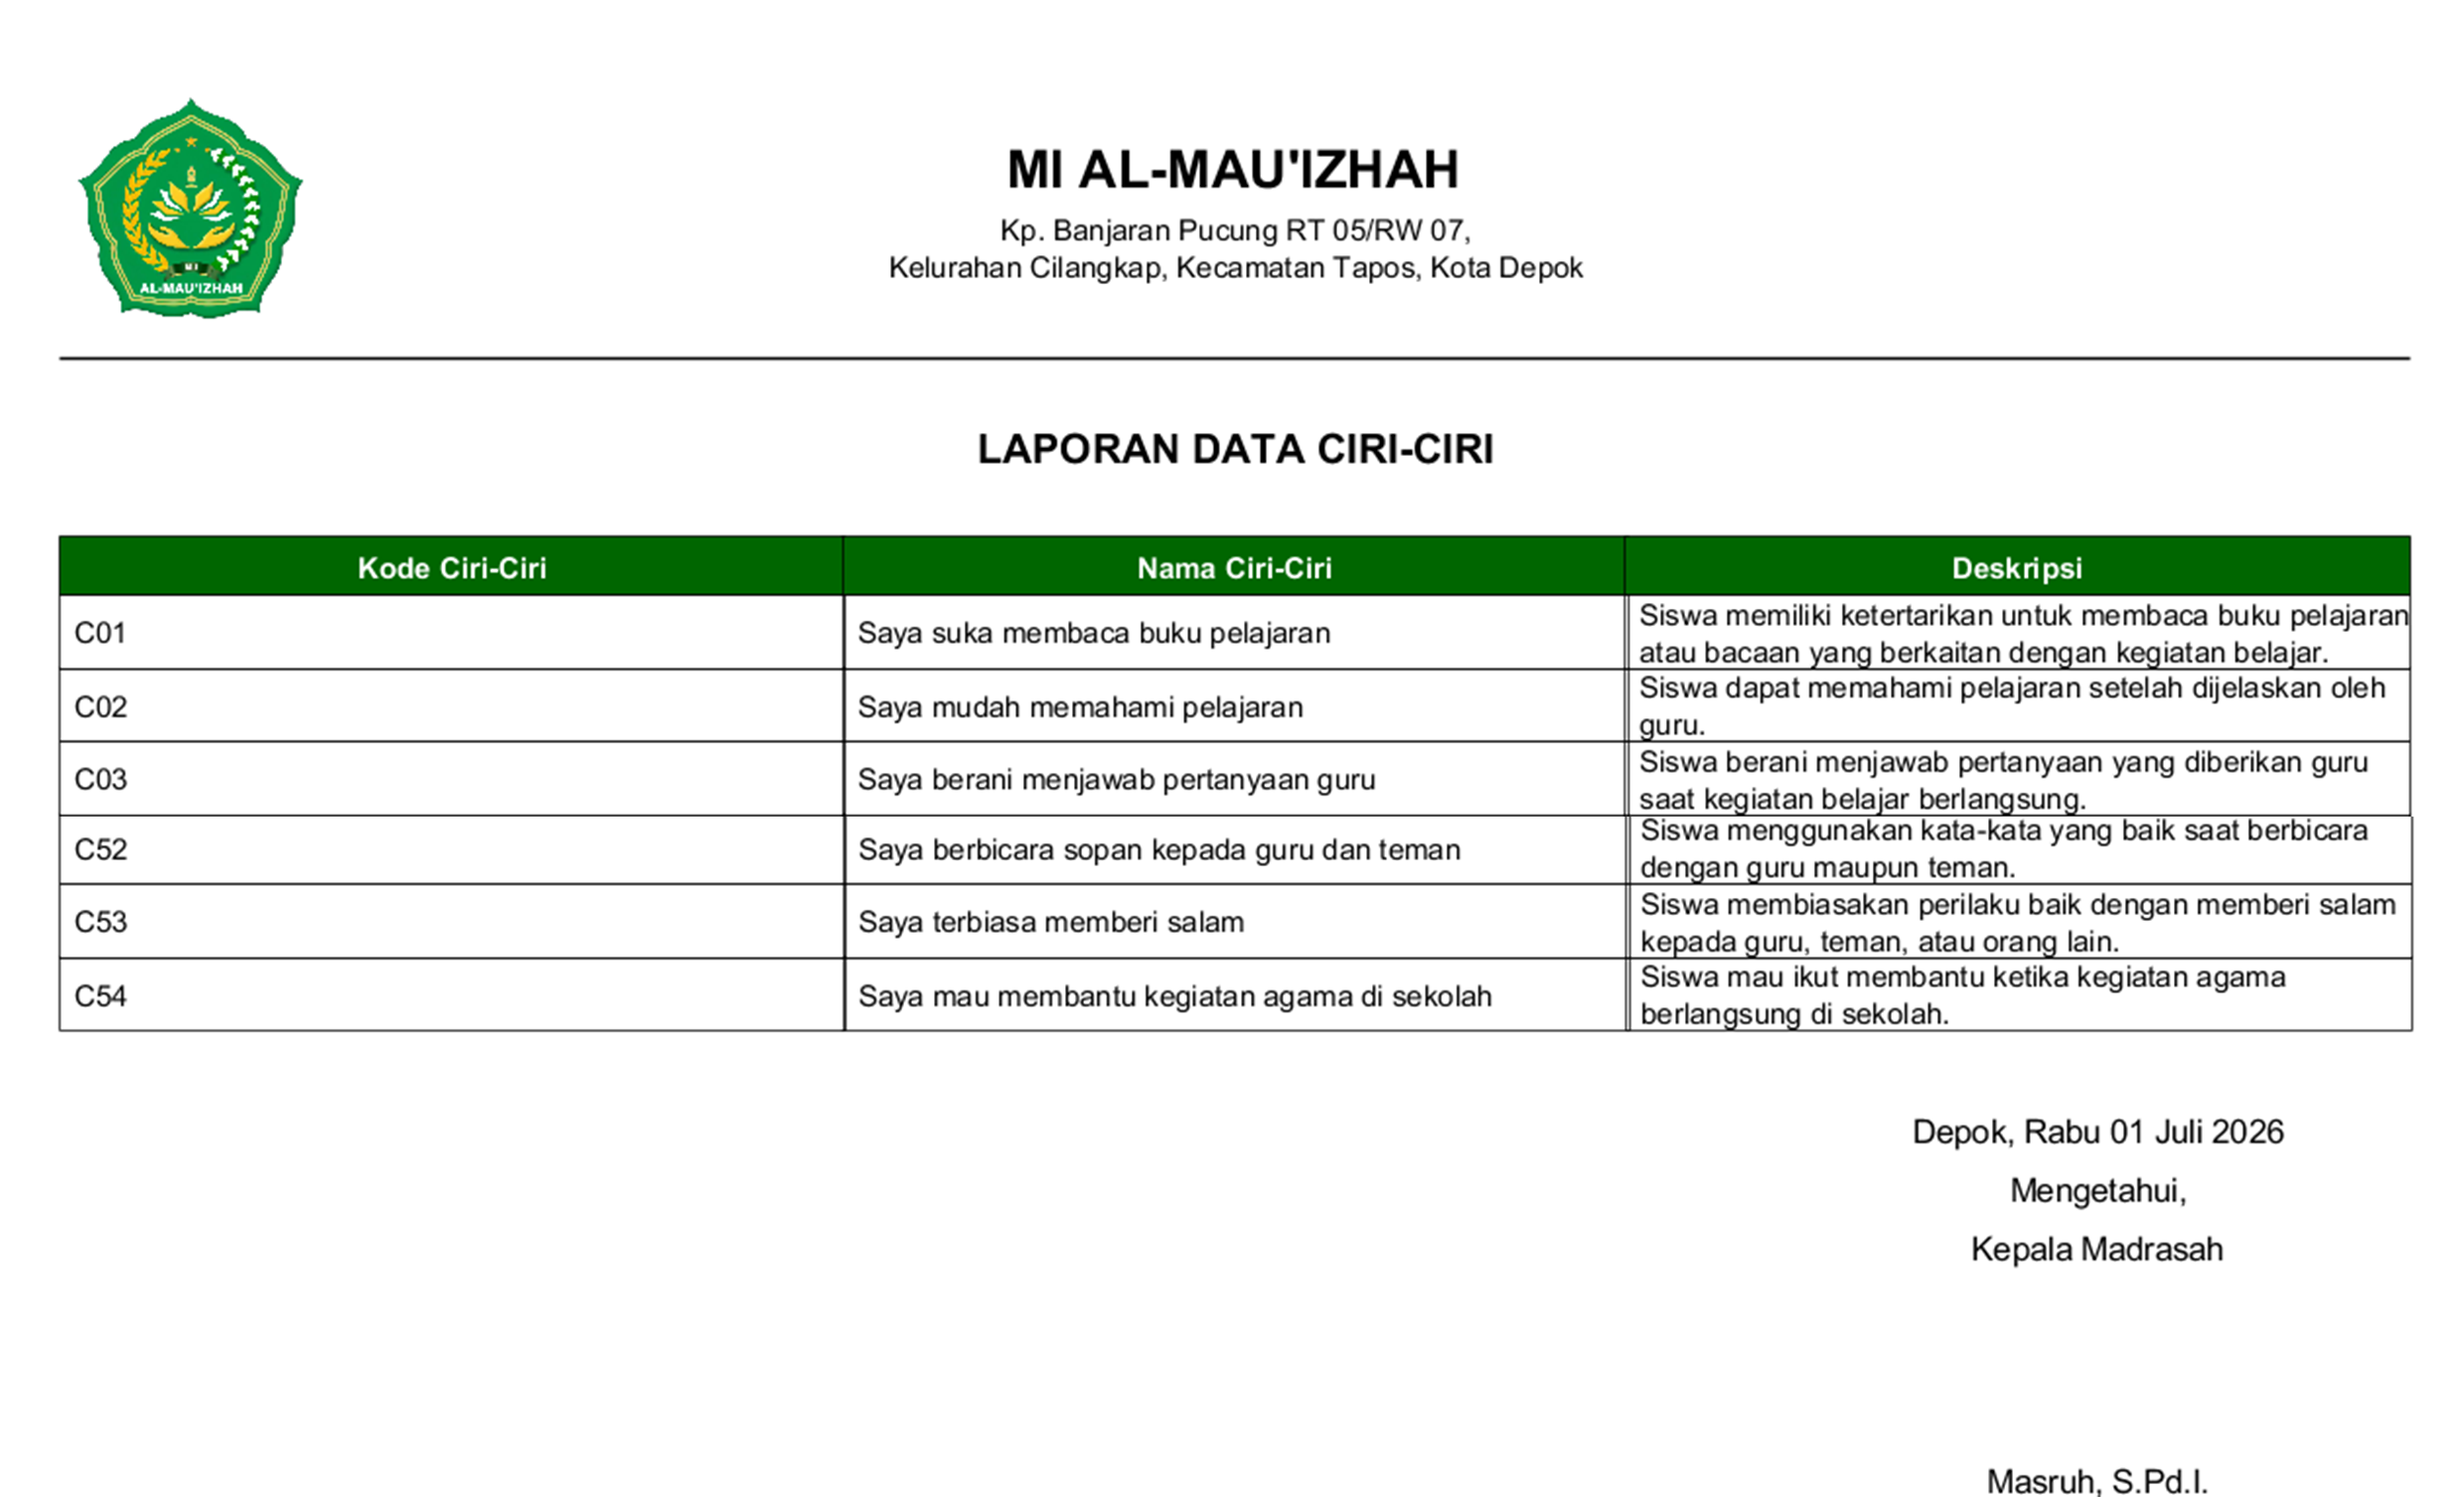 MI
AL-MAU'IZHAH
MI AL-MAU'IZHAH
Kp. Banjaran Pucung RT 05/RW 07,
Kelurahan Cilangkap, Kecamatan Tapos, Kota Depok
LAPORAN DATA CIRI-CIRI
Kode Ciri-Ciri Nama Ciri-Ciri Deskripsi
C01 Saya suka membaca buku pelajaran Siswa memiliki ketertarikan untuk membaca buku pelajaran
atau bacaan yang berkaitan dengan kegiatan belajar.
C02 Saya mudah memahami pelajaran Siswa dapat memahami pelajaran setelah dijelaskan oleh
guru.
C03 Saya berani menjawab pertanyaan guru Siswa berani menjawab pertanyaan yang diberikan guru
saat kegiatan belajar berlangsung.
C52 Saya berbicara sopan kepada guru dan teman Siswa menggunakan kata-kata yang baik saat berbicara
dengan guru maupun teman.
C53 Saya terbiasa memberi salam Siswa membiasakan perilaku baik dengan memberi salam
kepada guru, teman, atau orang lain.
C54 Saya mau membantu kegiatan agama di sekolah Siswa mau ikut membantu ketika kegiatan agama
berlangsung di sekolah.
Depok, Rabu 01 Juli 2026
Mengetahui,
Kepala Madrasah
Masruh, S.Pd.I.